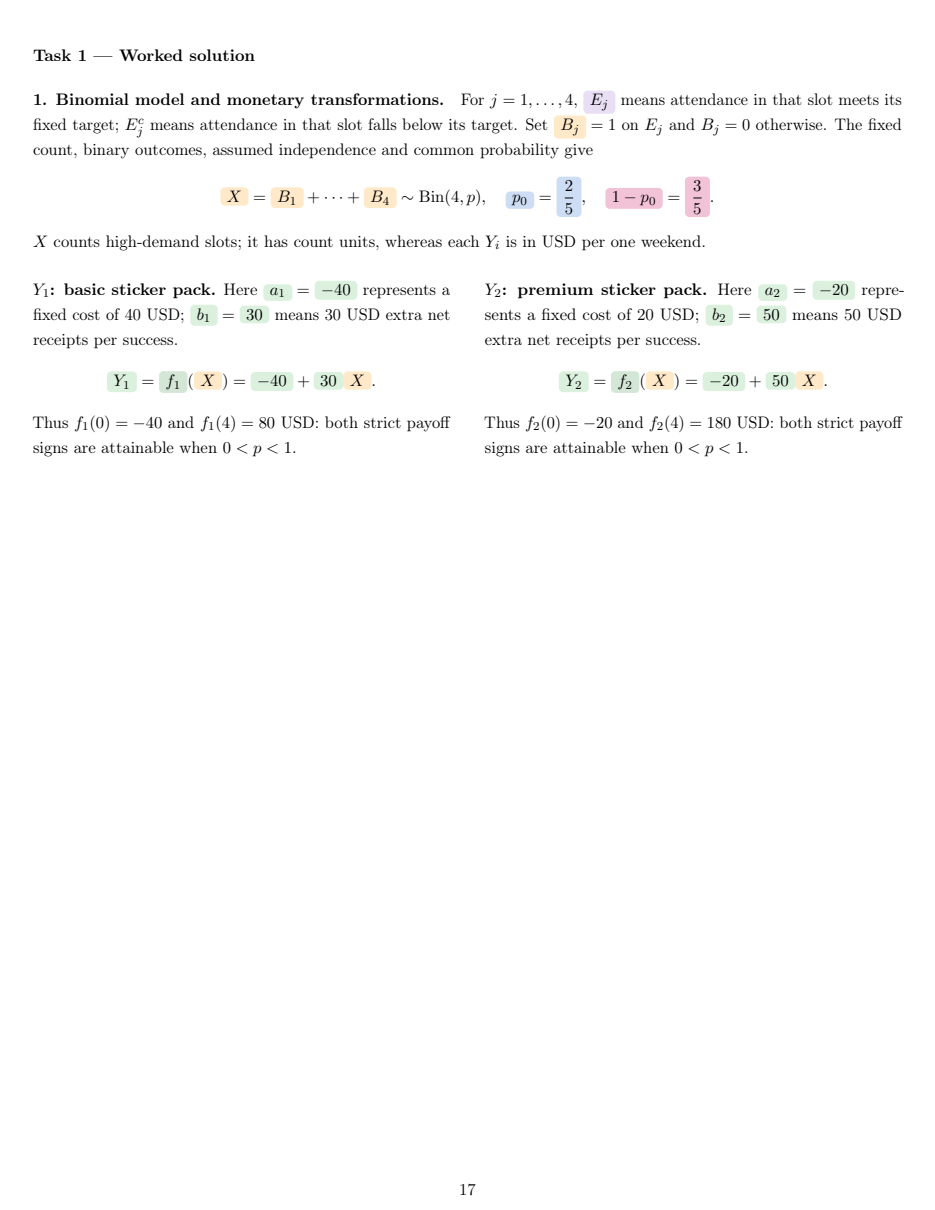 Task 1 — Worked solution
1. Binomial model and monetary transformations. For j = 1, . . . , 4, E_j means attendance in that slot meets its
fixed target; E_j^c means attendance in that slot falls below its target. Set B_j = 1 on E_j and B_j = 0 otherwise. The fixed
count, binary outcomes, assumed independence and common probability give
X = B_1 + · · · + B_4 ∼ Bin(4, p), p_0 = 2/5, 1 − p_0 = 3/5.
X counts high-demand slots; it has count units, whereas each Y_i is in USD per one weekend.
Y_1: basic sticker pack. Here a_1 = −40 represents a
fixed cost of 40 USD; b_1 = 30 means 30 USD extra net
receipts per success.
Y_1 = f_1(X) = −40 + 30 X.
Thus f_1(0) = −40 and f_1(4) = 80 USD: both strict payoff
signs are attainable when 0 < p < 1.
Y_2: premium sticker pack. Here a_2 = −20 repre-
sents a fixed cost of 20 USD; b_2 = 50 means 50 USD
extra net receipts per success.
Y_2 = f_2(X) = −20 + 50 X.
Thus f_2(0) = −20 and f_2(4) = 180 USD: both strict payoff
signs are attainable when 0 < p < 1.
17